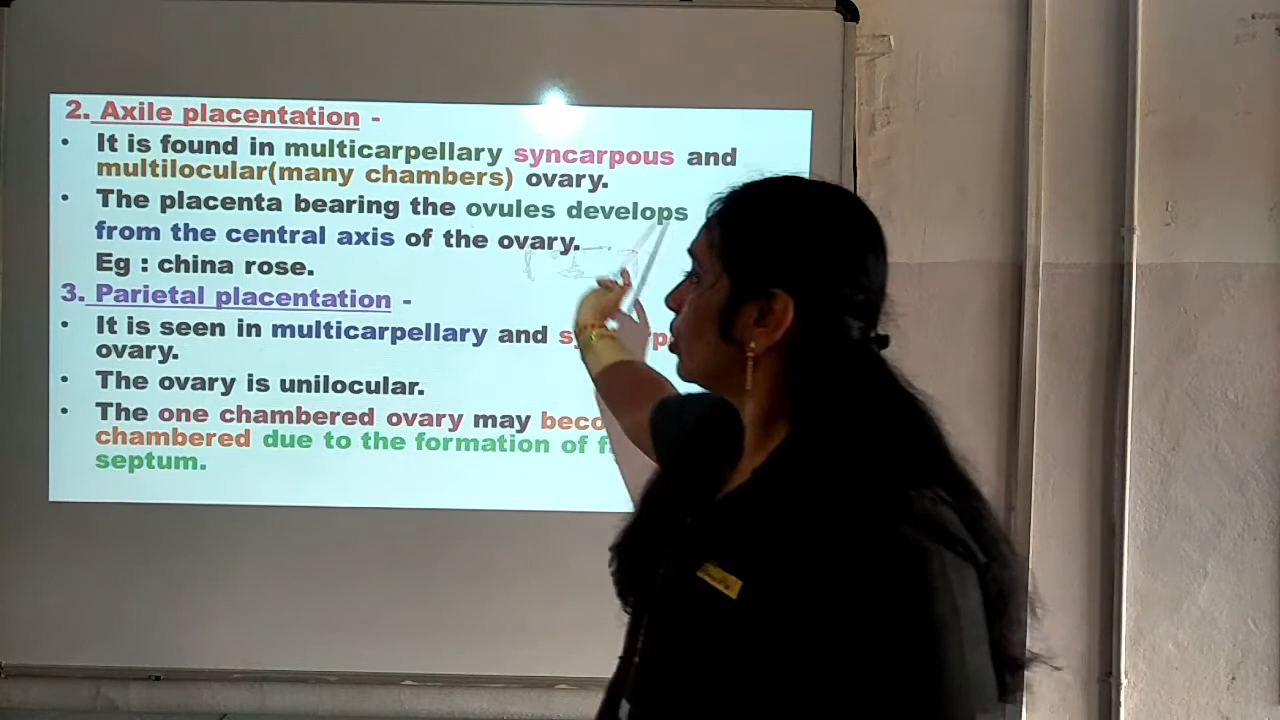 2. Axile placentation -
• It is found in multicarpellary syncarpous and
multilocular(many chambers) ovary.
• The placenta bearing the ovules develops
from the central axis of the ovary.
Eg : china rose.
3. Parietal placentation -
• It is seen in multicarpellary and
ovary.
• The ovary is unilocular.
• The one chambered ovary may
chambered due to the formation of
septum.